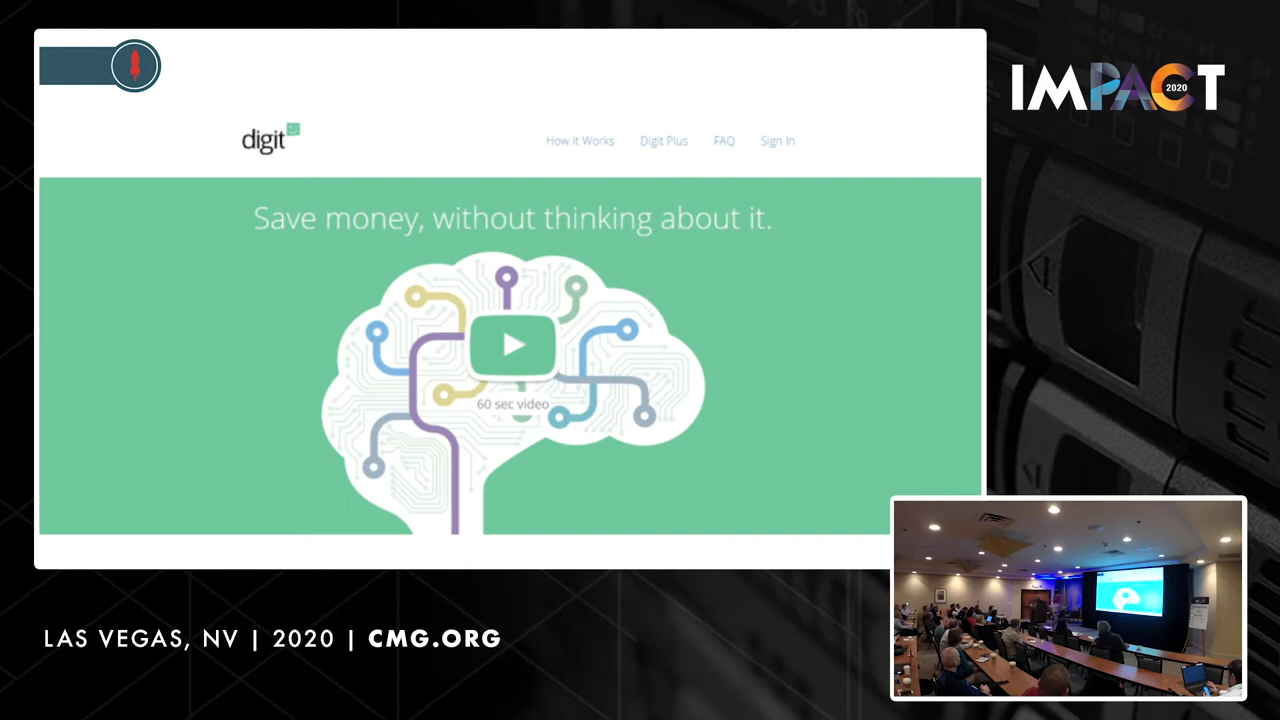 IMPACT
2020
digit
How It Works Digit Plus FAQ Sign In
Save money, without thinking about it.
60 sec video
LAS VEGAS, NV | 2020 | CMG.ORG